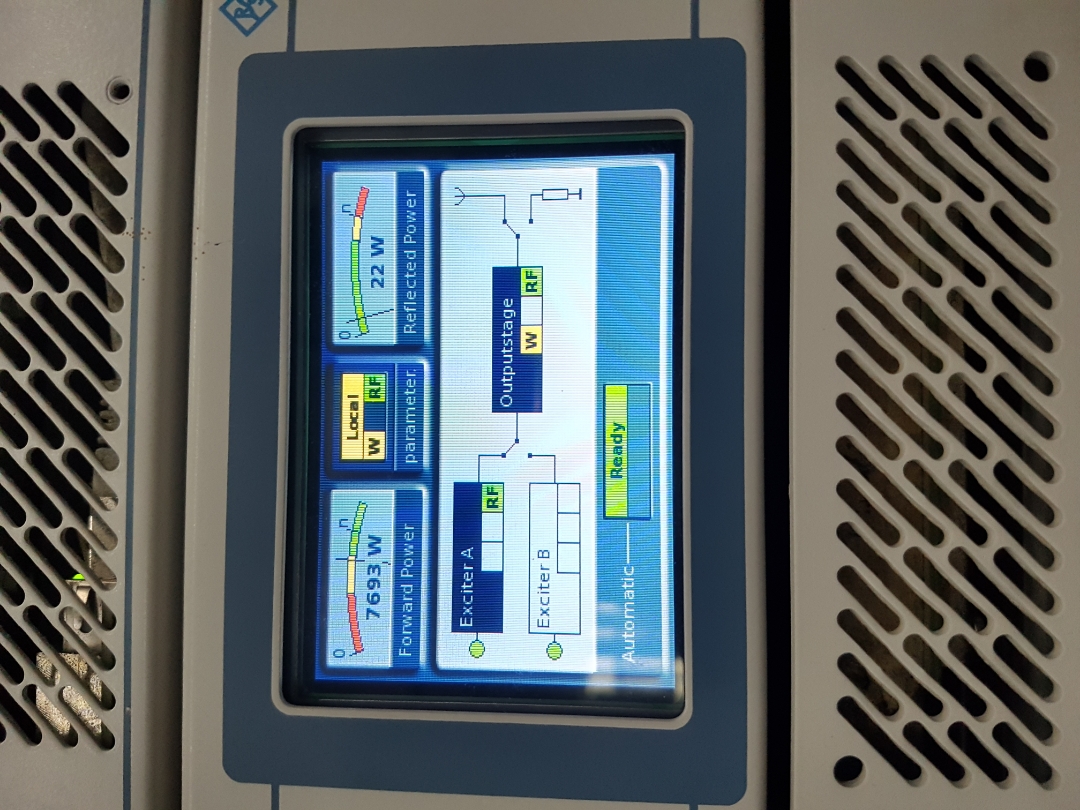 0 n
7693 W
Forward Power
Local
W RF
parameter.
0 n
22 W
Reflected Power
Exciter A
RF
Exciter B
Outputstage
W RF
Automatic
Ready